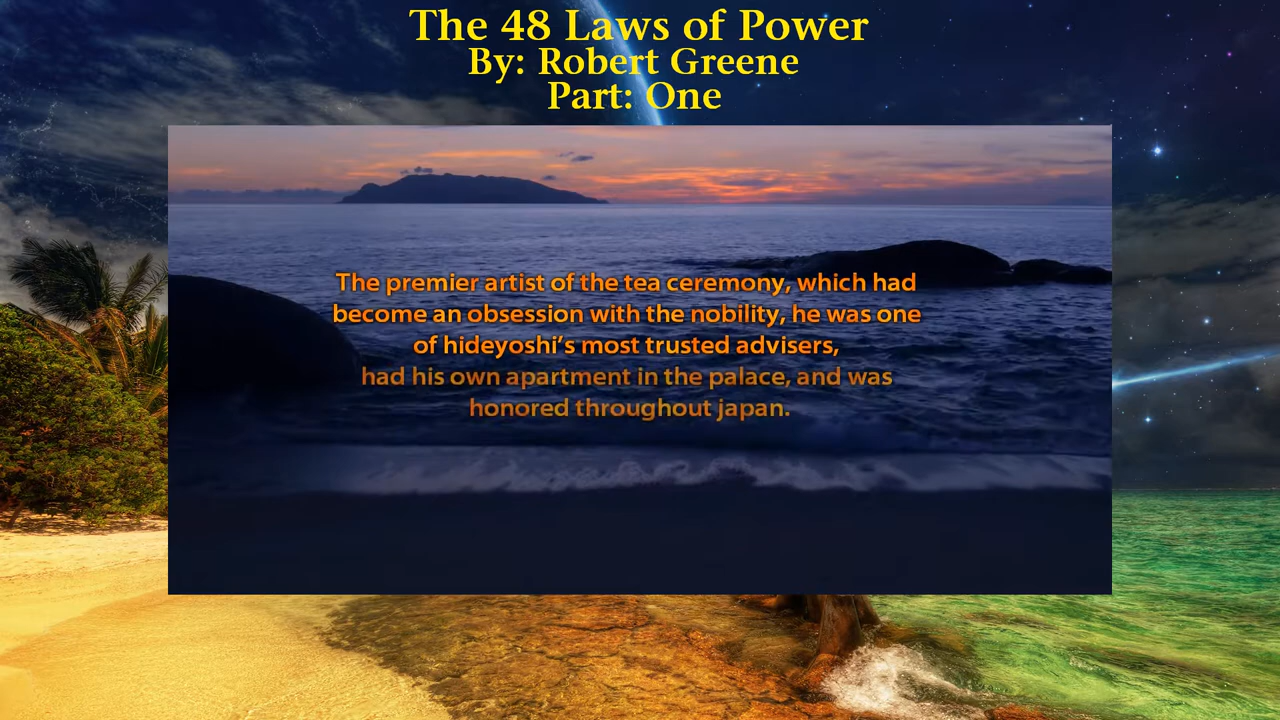 The 48 Laws of Power
By: Robert Greene
Part: One
The premier artist of the tea ceremony, which had
become an obsession with the nobility, he was one
of hideyoshi’s most trusted advisers,
had his own apartment in the palace, and was
honored throughout japan.